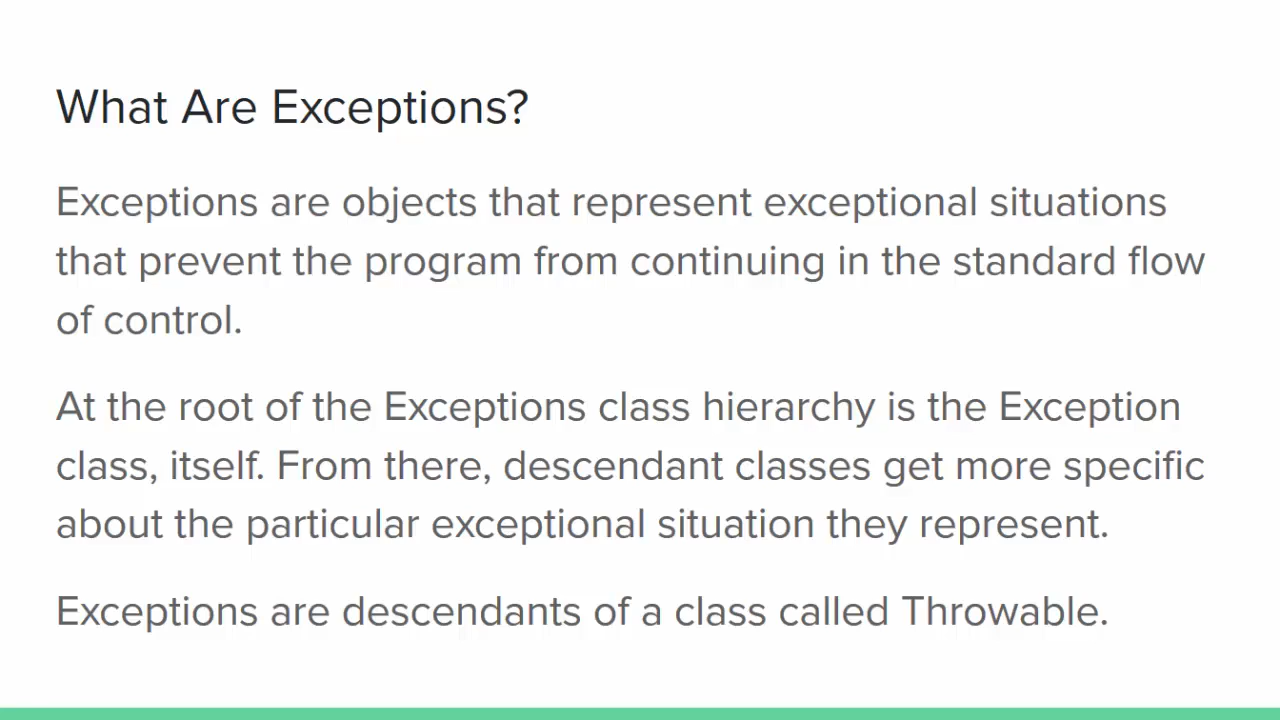 What Are Exceptions?
Exceptions are objects that represent exceptional situations
that prevent the program from continuing in the standard flow
of control.
At the root of the Exceptions class hierarchy is the Exception
class, itself. From there, descendant classes get more specific
about the particular exceptional situation they represent.
Exceptions are descendants of a class called Throwable.